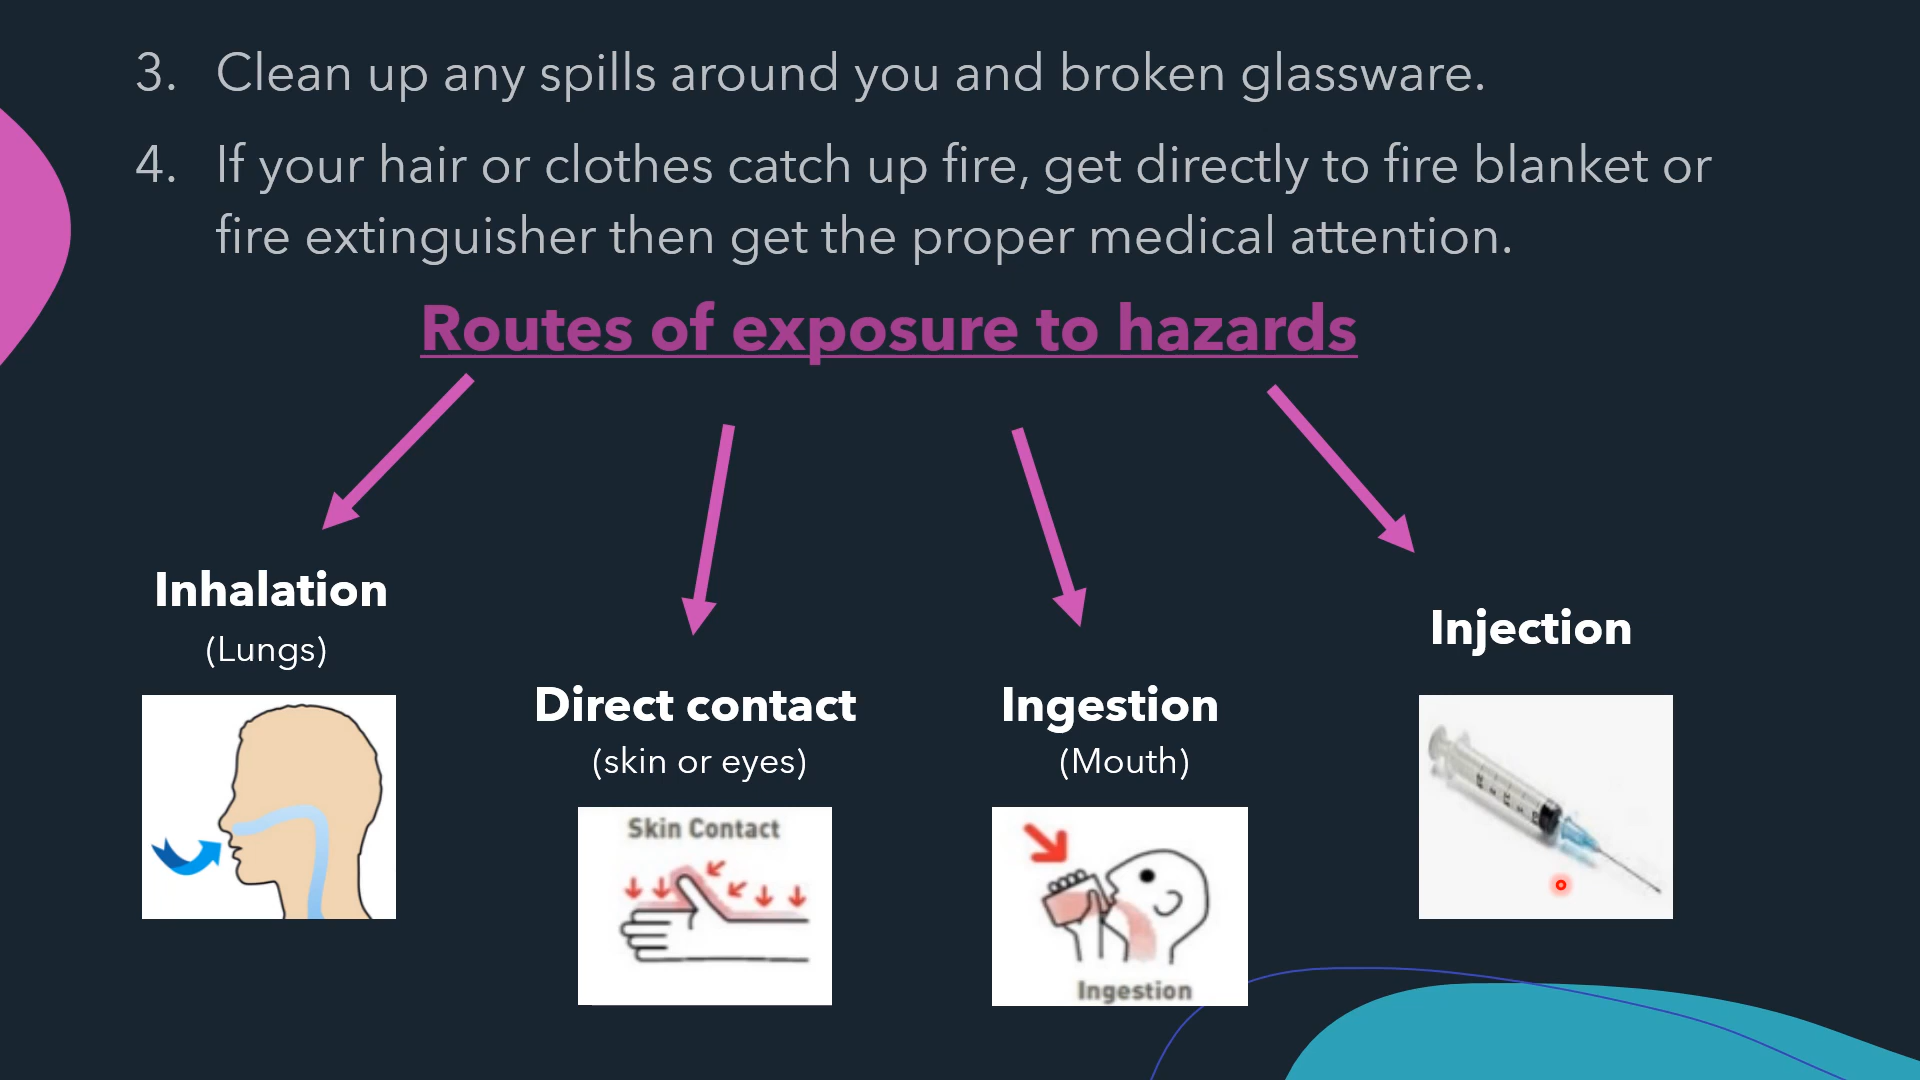 3. Clean up any spills around you and broken glassware.
4. If your hair or clothes catch up fire, get directly to fire blanket or
fire extinguisher then get the proper medical attention.
Routes of exposure to hazards
Inhalation
(Lungs)
Direct contact
(skin or eyes)
Skin Contact
Ingestion
(Mouth)
Ingestion
Injection